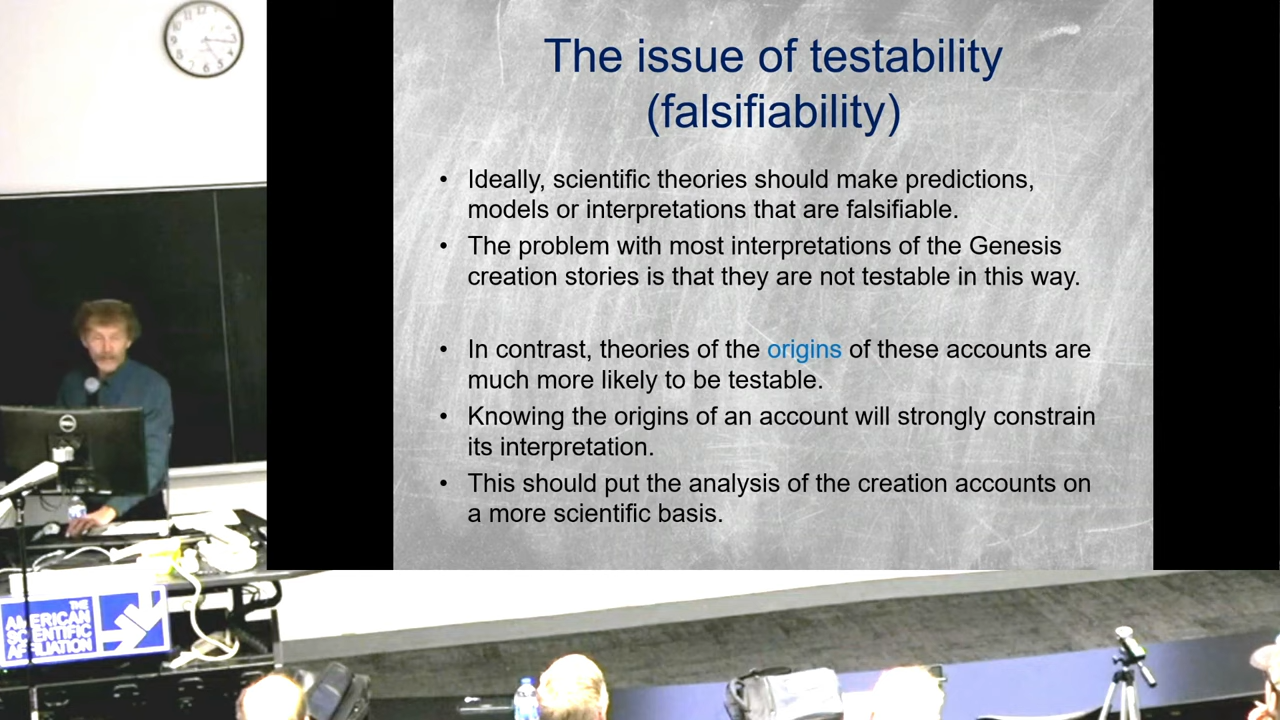 The issue of testability
(falsifiability)
• Ideally, scientific theories should make predictions,
models or interpretations that are falsifiable.
• The problem with most interpretations of the Genesis
creation stories is that they are not testable in this way.
• In contrast, theories of the origins of these accounts are
much more likely to be testable.
• Knowing the origins of an account will strongly constrain
its interpretation.
• This should put the analysis of the creation accounts on
a more scientific basis.
THE
AMERICAN
SCIENTIFIC
AFFILIATION